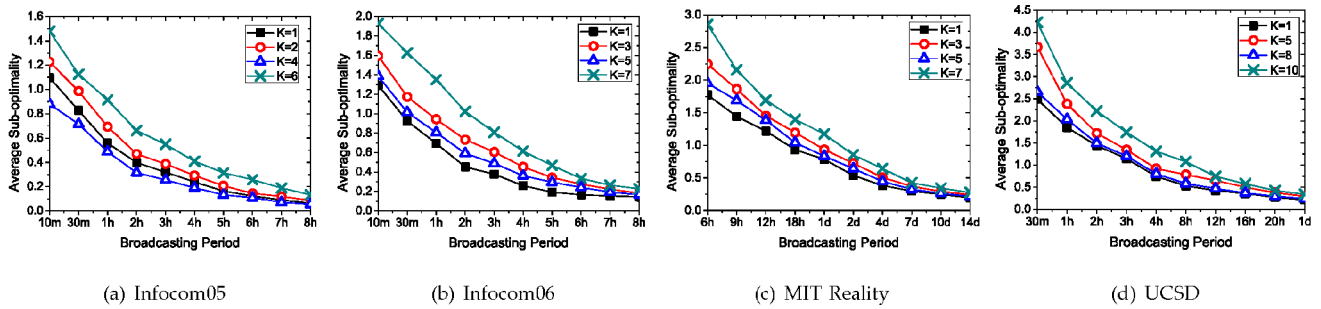 Average Sub-optimality
1.6
1.4
1.2
1.0
0.8
0.6
0.4
0.2
0.0
K=1
K=2
K=4
K=6
10m 30m 1h 2h 3h 4h 5h 6h 7h 8h
Broadcasting Period
(a) Infocom05
Average Sub-optimality
2.0
1.8
1.6
1.4
1.2
1.0
0.8
0.6
0.4
0.2
0.0
K=1
K=3
K=5
K=7
10m 30m 1h 2h 3h 4h 5h 6h 7h 8h
Broadcasting Period
(b) Infocom06
Average Sub-optimality
3.0
2.5
2.0
1.5
1.0
0.5
0.0
K=1
K=3
K=5
K=7
6h 9h 12h 18h 1d 2d 4d 7d 10d 14d
Broadcasting Period
(c) MIT Reality
Average Sub-optimality
4.5
4.0
3.5
3.0
2.5
2.0
1.5
1.0
0.5
0.0
K=1
K=5
K=8
K=10
30m 1h 2h 3h 4h 8h 12h 16h 20h 1d
Broadcasting Period
(d) UCSD